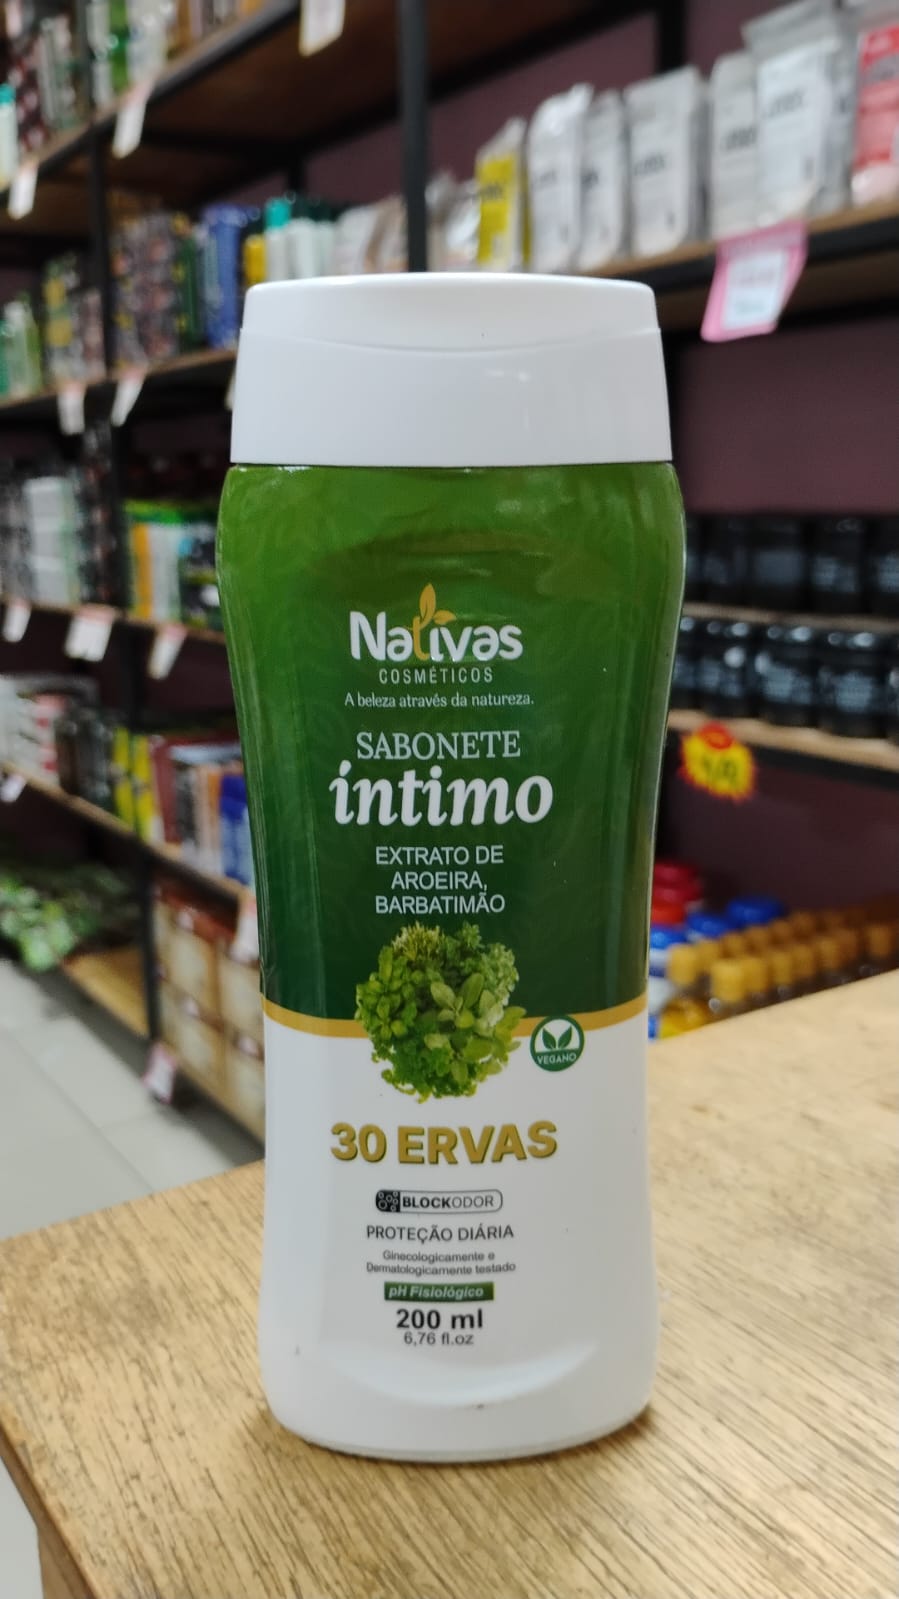 Nativas
COSMÉTICOS
A beleza através da natureza.
SABONETE
íntimo
EXTRATO DE
AROEIRA,
BARBATIMÃO
VEGANO
30 ERVAS
BLOCKODOR
PROTEÇÃO DIÁRIA
Ginecologicamente e
Dermatologicamente testado
pH Fisiológico
200 ml
6,76 fl.oz